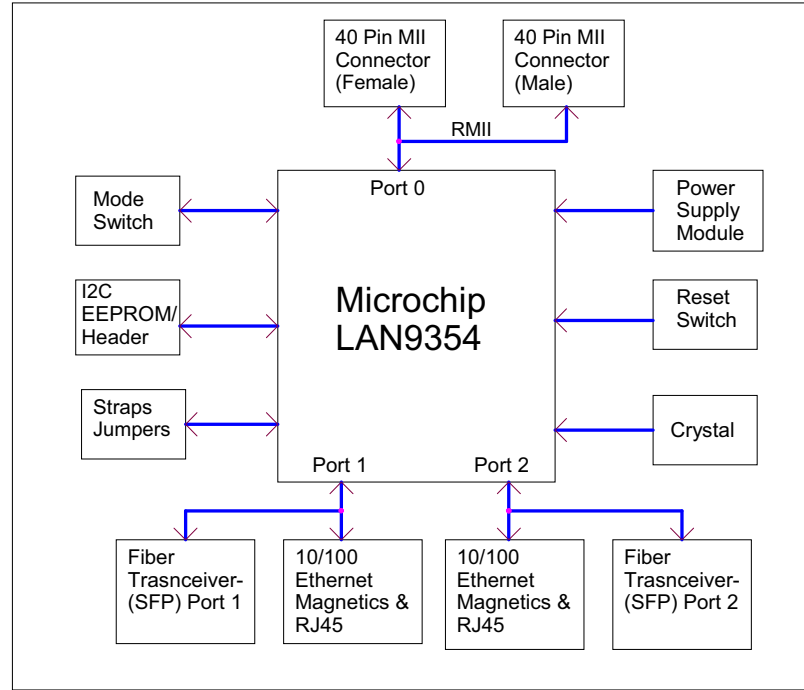 40 Pin MII
Connector
(Female)
40 Pin MII
Connector
(Male)
RMII
Port 0
Mode
Switch
Power
Supply
Module
I2C
EEPROM/
Header
Microchip
LAN9354
Reset
Switch
Straps
Jumpers
Crystal
Port 1
Port 2
Fiber
Trasnceiver-
(SFP) Port 1
10/100
Ethernet
Magnetics &
RJ45
10/100
Ethernet
Magnetics &
RJ45
Fiber
Trasnceiver-
(SFP) Port 2